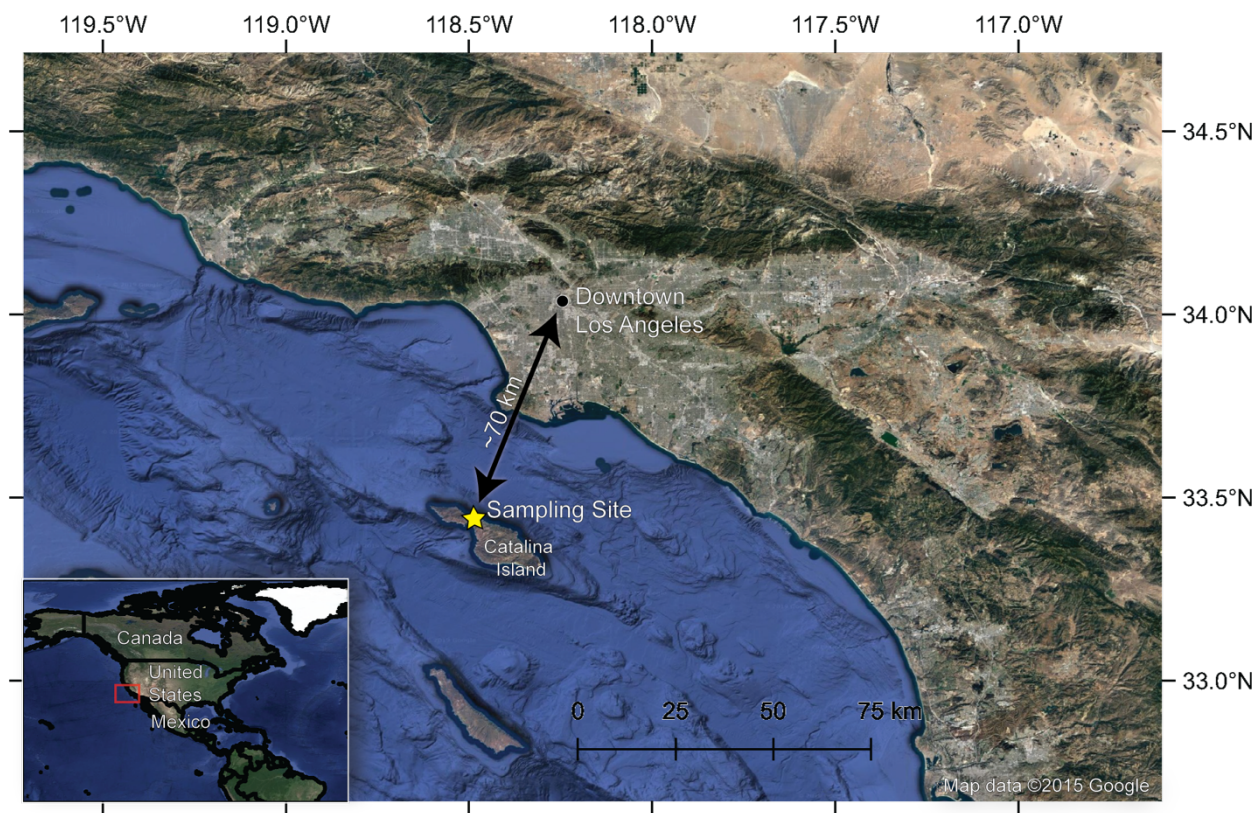 119.5°W 119.0°W 118.5°W 118.0°W 117.5°W 117.0°W
34.5°N
Downtown
Los Angeles
34.0°N
~70 km
33.5°N
Sampling Site
Catalina
Island
Canada
United
States
Mexico
33.0°N
0 25 50 75 km
Map data ©2015 Google